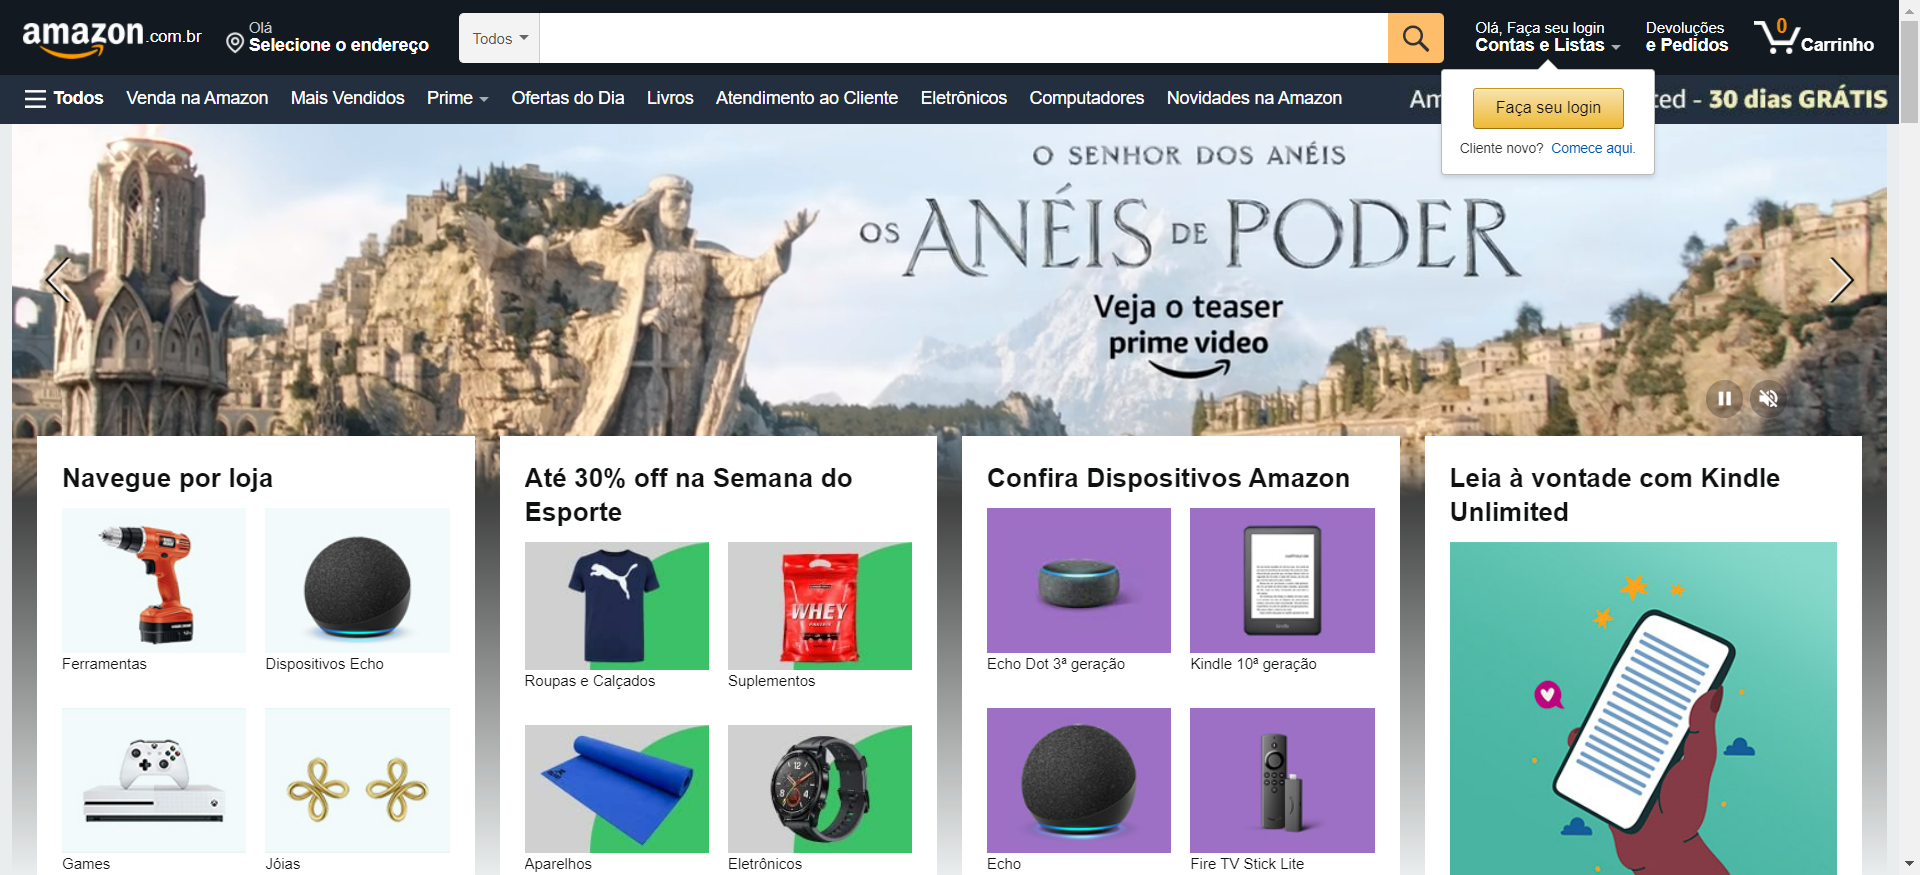 amazon.com.br
Olá
Selecione o endereço
Todos
Olá, Faça seu login
Contas e Listas
Devoluções
e Pedidos
0
Carrinho
Todos
Venda na Amazon
Mais Vendidos
Prime
Ofertas do Dia
Livros
Atendimento ao Cliente
Eletrônicos
Computadores
Novidades na Amazon
- 30 dias GRÁTIS
Faça seu login
Cliente novo? Comece aqui.
O SENHOR DOS ANÉIS
OS ANÉIS DE PODER
Veja o teaser
prime video
Navegue por loja
Ferramentas
Dispositivos Echo
Games
Jóias
Até 30% off na Semana do
Esporte
WHEY
Roupas e Calçados
Suplementos
Aparelhos
Eletrônicos
Confira Dispositivos Amazon
kindle
Echo Dot 3ª geração
Kindle 10ª geração
Echo
Fire TV Stick Lite
Leia à vontade com Kindle
Unlimited